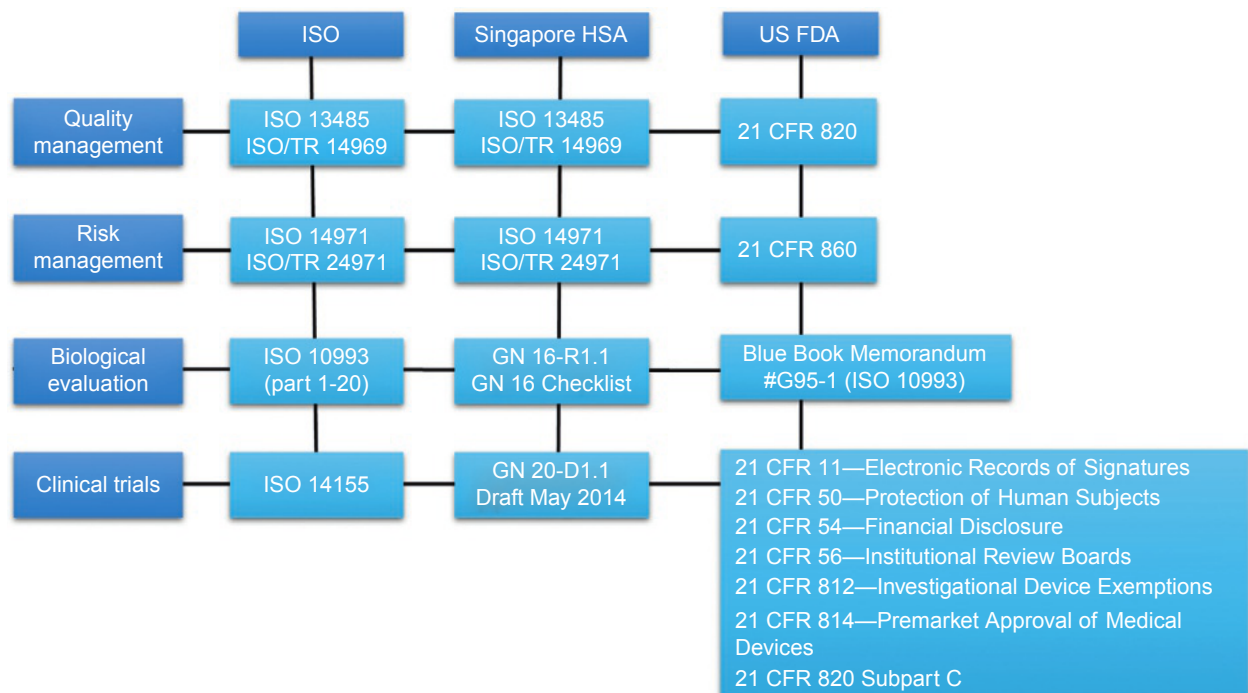 ISO
Singapore HSA
US FDA
Quality
management
ISO 13485
ISO/TR 14969
ISO 13485
ISO/TR 14969
21 CFR 820
Risk
management
ISO 14971
ISO/TR 24971
ISO 14971
ISO/TR 24971
21 CFR 860
Biological
evaluation
ISO 10993
(part 1-20)
GN 16-R1.1
GN 16 Checklist
Blue Book Memorandum
#G95-1 (ISO 10993)
Clinical trials
ISO 14155
GN 20-D1.1
Draft May 2014
21 CFR 11—Electronic Records of Signatures
21 CFR 50—Protection of Human Subjects
21 CFR 54—Financial Disclosure
21 CFR 56—Institutional Review Boards
21 CFR 812—Investigational Device Exemptions
21 CFR 814—Premarket Approval of Medical
Devices
21 CFR 820 Subpart C